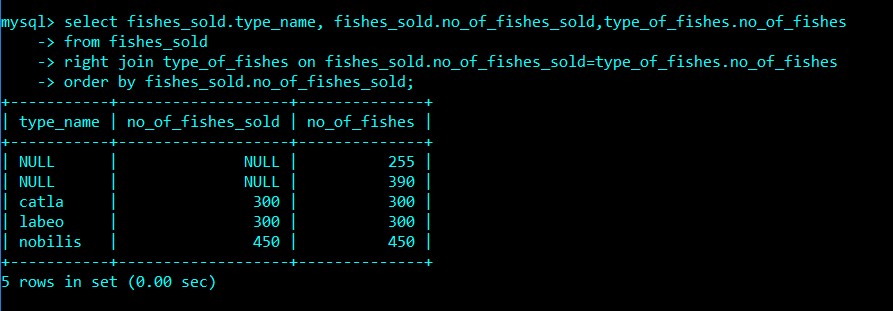 mysql> select fishes_sold.type_name, fishes_sold.no_of_fishes_sold,type_of_fishes.no_of_fishes
    -> from fishes_sold
    -> right join type_of_fishes on fishes_sold.no_of_fishes_sold=type_of_fishes.no_of_fishes
    -> order by fishes_sold.no_of_fishes_sold;
+-----------+-------------------+--------------+
| type_name | no_of_fishes_sold | no_of_fishes |
+-----------+-------------------+--------------+
| NULL      |              NULL |          255 |
| NULL      |              NULL |          390 |
| catla     |               300 |          300 |
| labeo     |               300 |          300 |
| nobilis   |               450 |          450 |
+-----------+-------------------+--------------+
5 rows in set (0.00 sec)